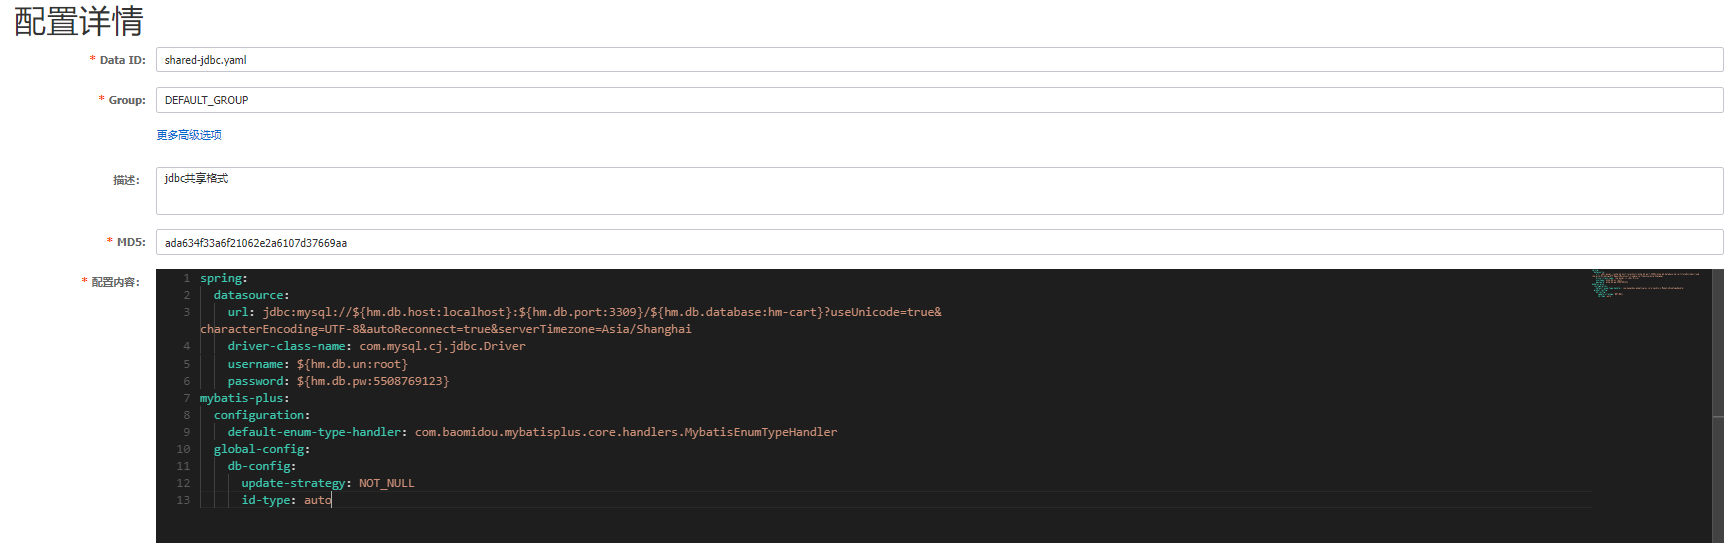 配置详情
* Data ID: shared-jdbc.yaml
* Group: DEFAULT_GROUP
更多高级选项
描述: jdbc共享格式
* MD5: ada634f33a6f21062e2a6107d37669aa
* 配置内容:
1 spring:
2 datasource:
3 url: jdbc:mysql://${hm.db.host:localhost}:${hm.db.port:3309}/${hm.db.database:hm-cart}?useUnicode=true&
characterEncoding=UTF-8&autoReconnect=true&serverTimezone=Asia/Shanghai
4 driver-class-name: com.mysql.cj.jdbc.Driver
5 username: ${hm.db.un:root}
6 password: ${hm.db.pw:5508769123}
7 mybatis-plus:
8 configuration:
9 default-enum-type-handler: com.baomidou.mybatisplus.core.handlers.MybatisEnumTypeHandler
10 global-config:
11 db-config:
12 update-strategy: NOT_NULL
13 id-type: auto